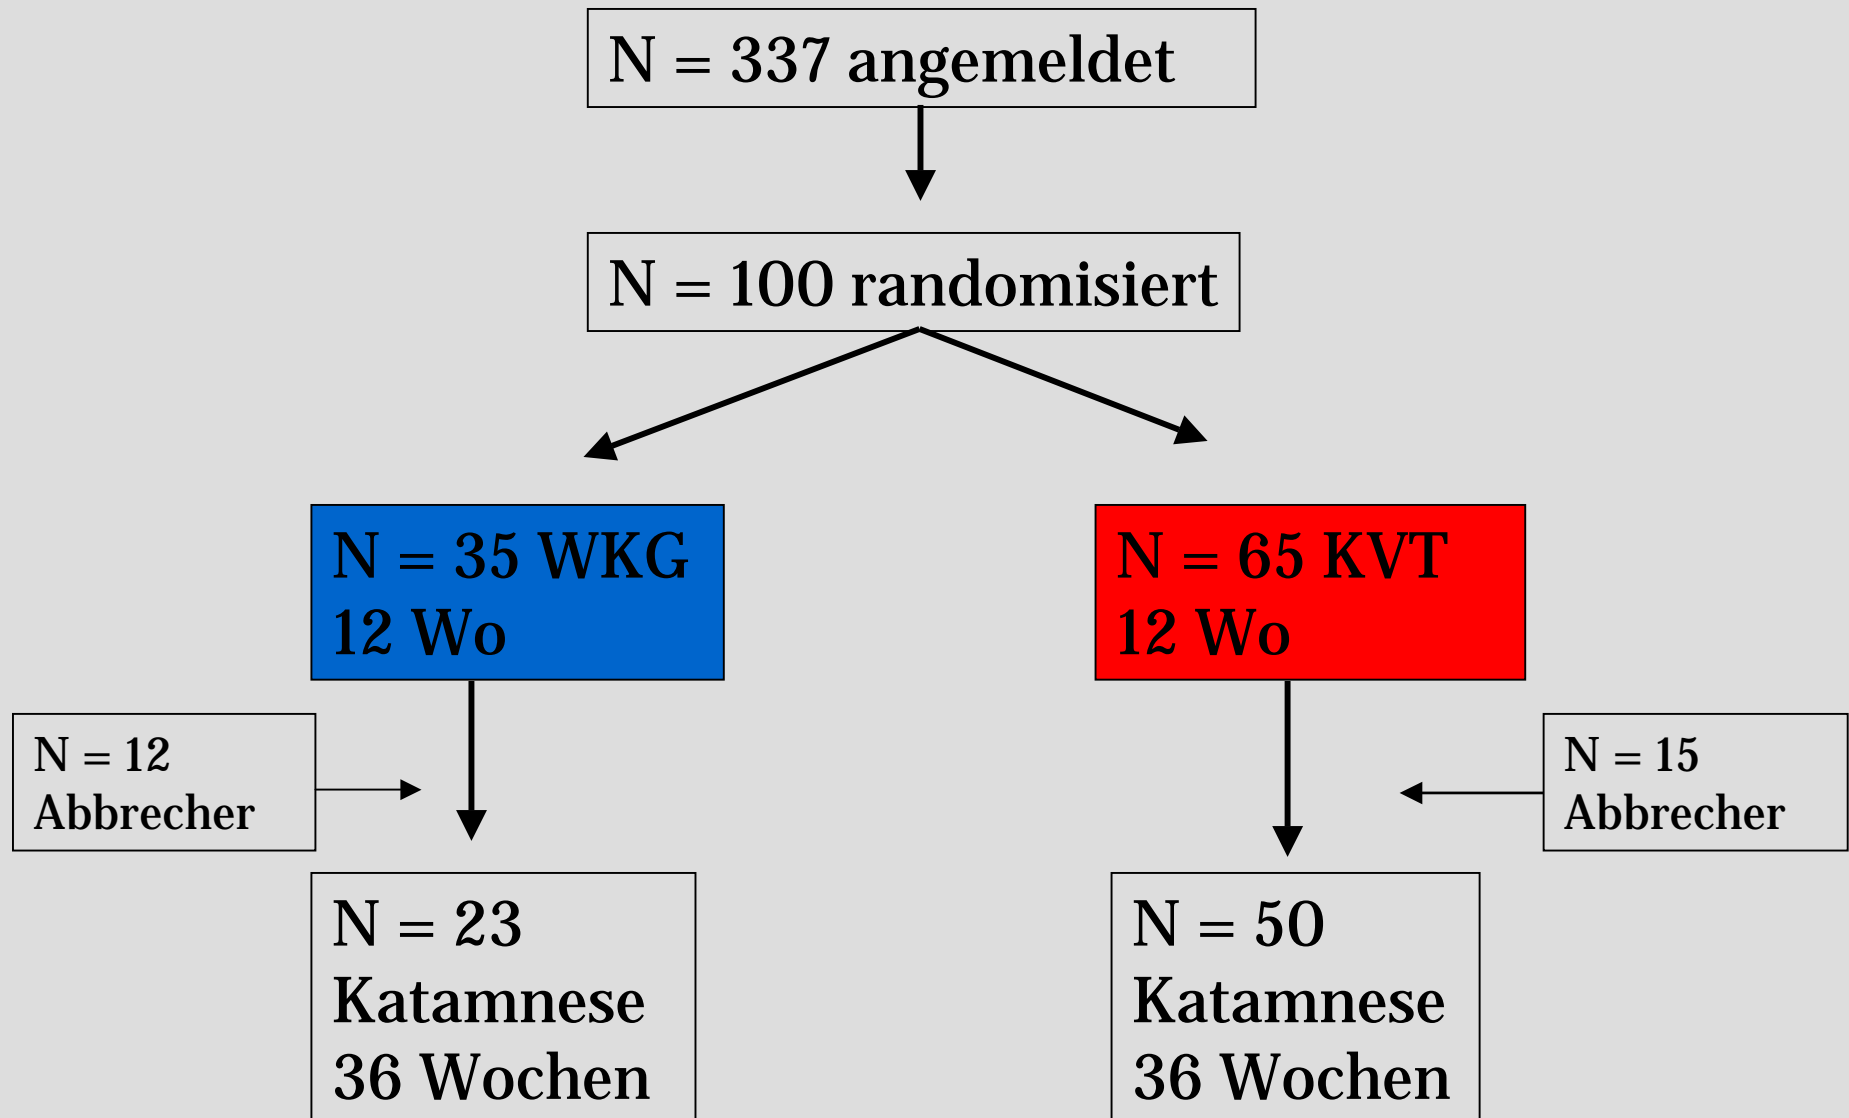 N = 337 angemeldet
N = 100 randomisiert
N = 35 WKG
12 Wo
N = 65 KVT
12 Wo
N = 12
Abbrecher
N = 15
Abbrecher
N = 23
Katamnese
36 Wochen
N = 50
Katamnese
36 Wochen